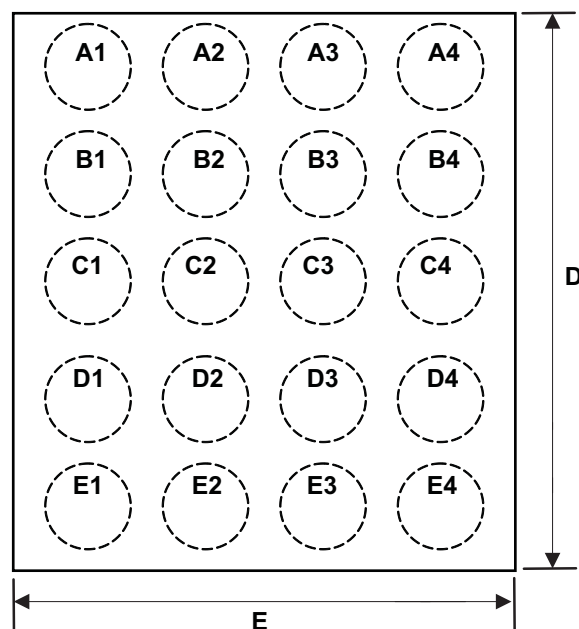 A1 A2 A3 A4
B1 B2 B3 B4
C1 C2 C3 C4
D
D1 D2 D3 D4
E1 E2 E3 E4
E